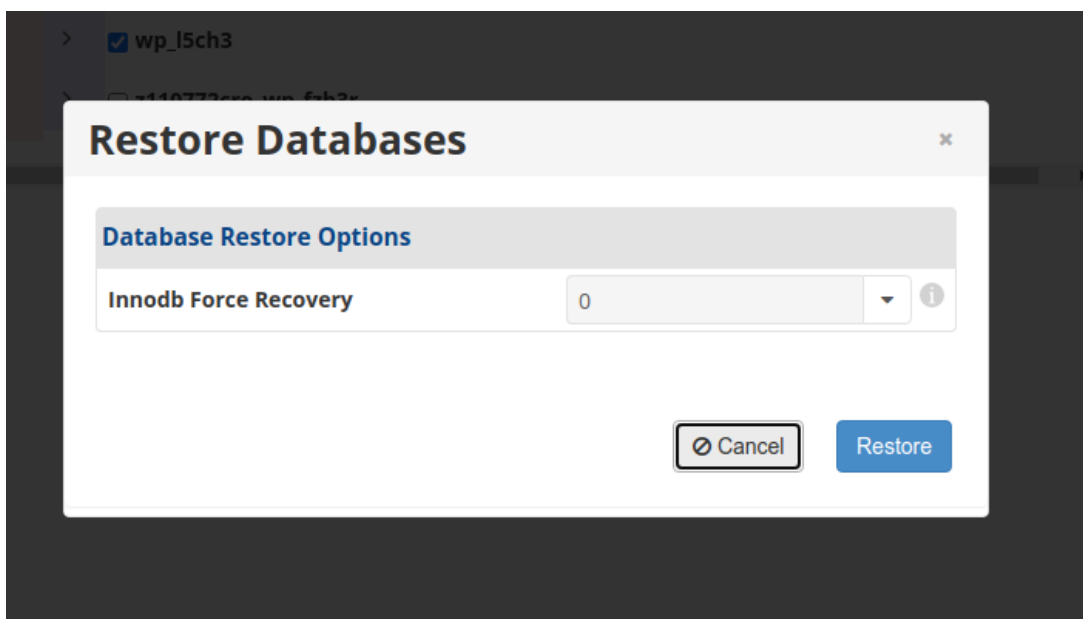 wp_l5ch3
Restore Databases
Database Restore Options
Innodb Force Recovery
0
Cancel
Restore